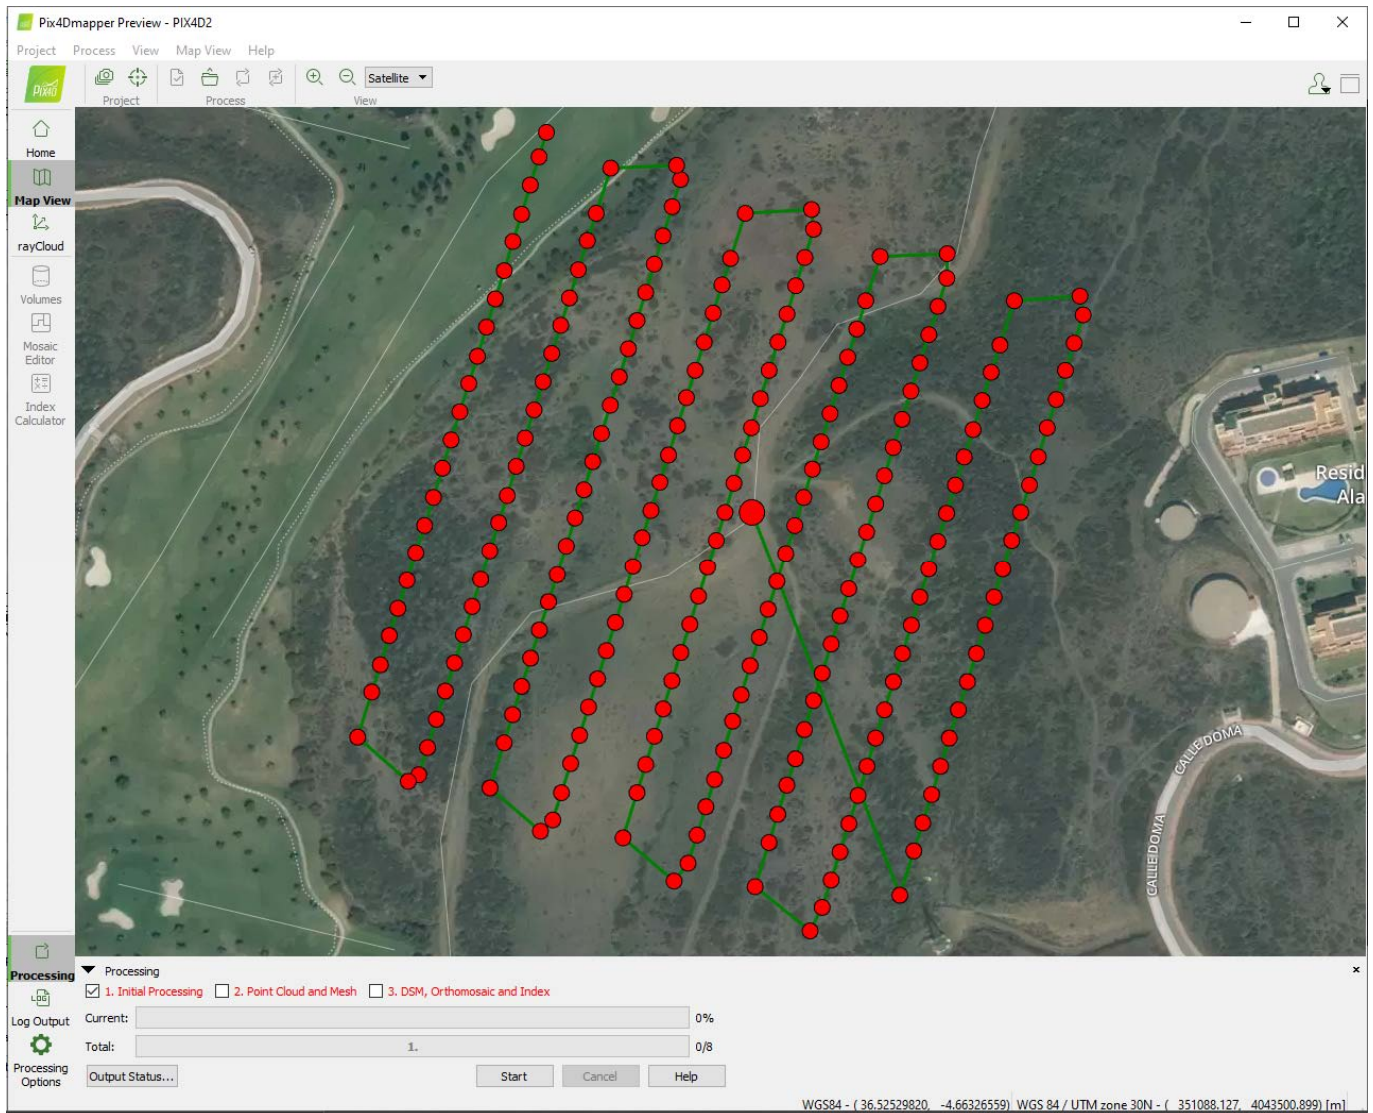 Pix4Dmapper Preview - PIX4D2
Project Process View Map View Help
PIX4D
Satellite
Project Process View
Home
Map View
rayCloud
Volumes
Mosaic
Editor
Index
Calculator
Resid
Ala
CALLE DOMA
CALLE DOMA
Processing
Log Output
Processing
Options
Processing
1. Initial Processing 2. Point Cloud and Mesh 3. DSM, Orthomosaic and Index
Current: 0%
Total: 1. 0/8
Output Status... Start Cancel Help
WGS84 - ( 36.52529820, -4.66326559) WGS 84 / UTM zone 30N - ( 351088.127, 4043500.899) [m]